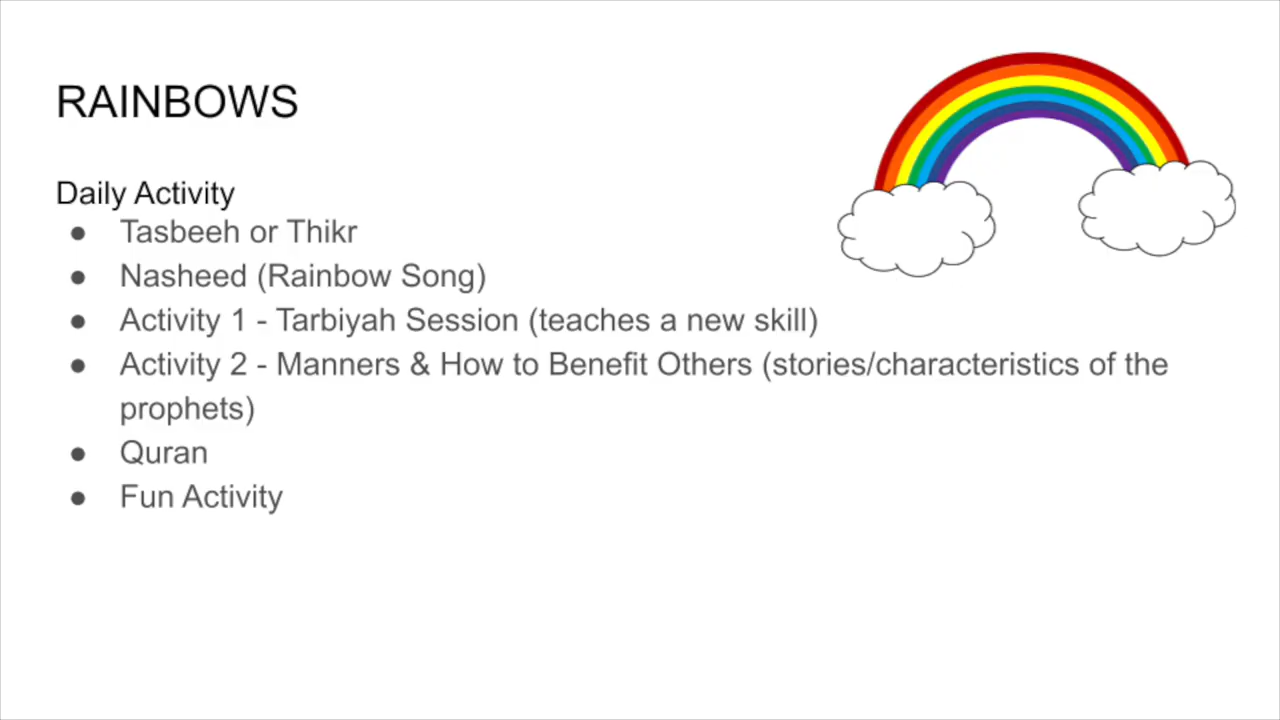 RAINBOWS
Daily Activity
● Tasbeeh or Thikr
● Nasheed (Rainbow Song)
● Activity 1 - Tarbiyah Session (teaches a new skill)
● Activity 2 - Manners & How to Benefit Others (stories/characteristics of the
prophets)
● Quran
● Fun Activity